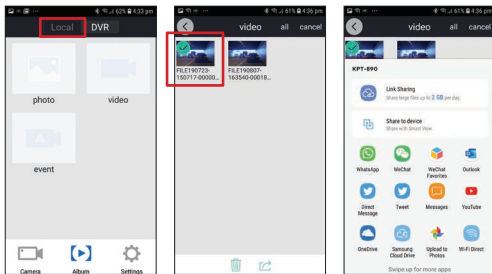 62% 4:33 pm
Local DVR
photo video
event
Camera Album Settings
61% 4:36 pm
video all cancel
FILE190723-
150717-00000...
FILE190807-
163540-00018...
61% 4:36 pm
video all cancel
KPT-890
Link Sharing
Share large files up to 2 GB per day.
Share to device
Share with Smart View
WhatsApp WeChat WeChat Favorites Outlook
Direct Message Tweet Messages YouTube
OneDrive Samsung Cloud Drive Upload to Photos Wi-Fi Direct
Swipe up for more apps